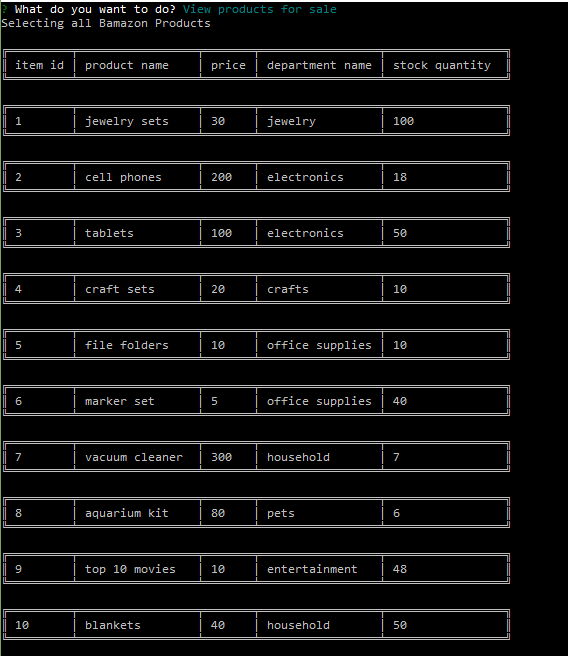 ? What do you want to do? View products for sale
Selecting all Bamazon Products
item id product name price department name stock quantity
1 jewelry sets 30 jewelry 100
2 cell phones 200 electronics 18
3 tablets 100 electronics 50
4 craft sets 20 crafts 10
5 file folders 10 office supplies 10
6 marker set 5 office supplies 40
7 vacuum cleaner 300 household 7
8 aquarium kit 80 pets 6
9 top 10 movies 10 entertainment 48
10 blankets 40 household 50